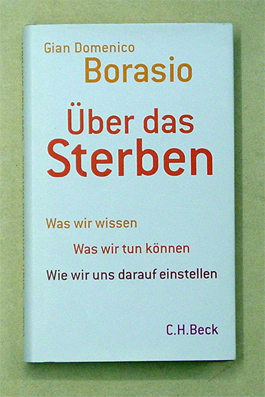 Gian Domenico
Borasio
Über das
Sterben
Was wir wissen
Was wir tun können
Wie wir uns darauf einstellen
C.H.Beck